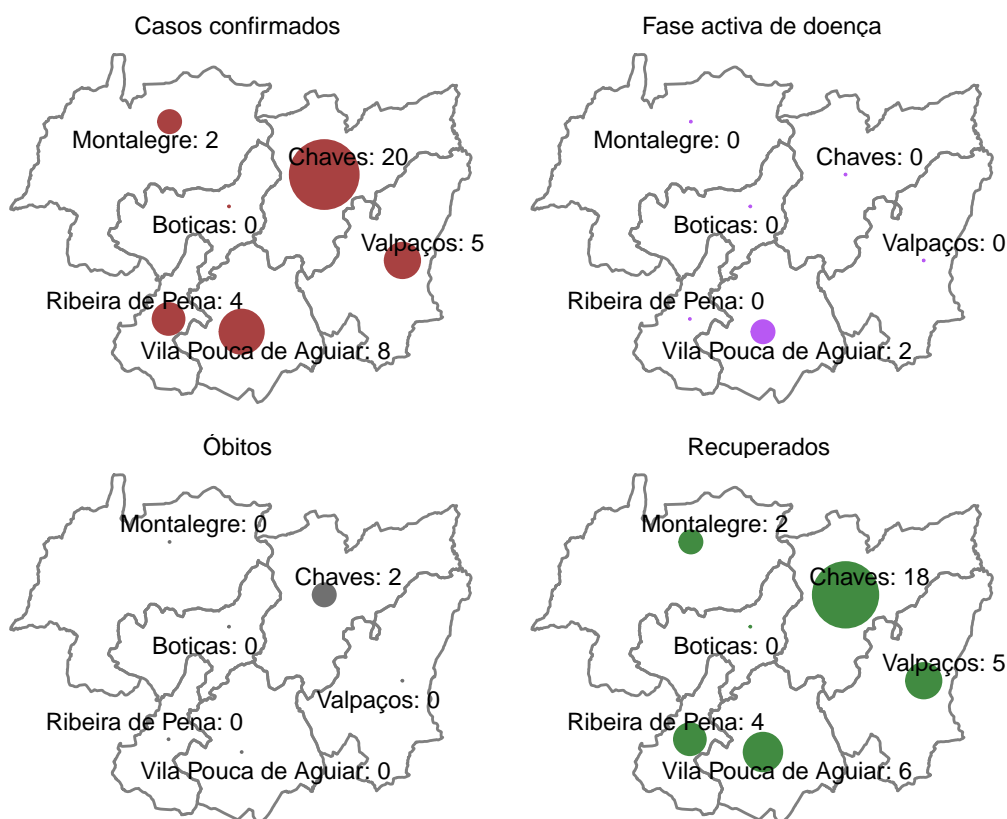 Casos confirmados
Montalegre: 2
Chaves: 20
Boticas: 0
Valpaços: 5
Ribeira de Pena: 4
Vila Pouca de Aguiar: 8
Fase activa de doença
Montalegre: 0
Chaves: 0
Boticas: 0
Valpaços: 0
Ribeira de Pena: 0
Vila Pouca de Aguiar: 2
Óbitos
Montalegre: 0
Chaves: 2
Boticas: 0
Valpaços: 0
Ribeira de Pena: 0
Vila Pouca de Aguiar: 0
Recuperados
Montalegre: 2
Chaves: 18
Boticas: 0
Valpaços: 5
Ribeira de Pena: 4
Vila Pouca de Aguiar: 6